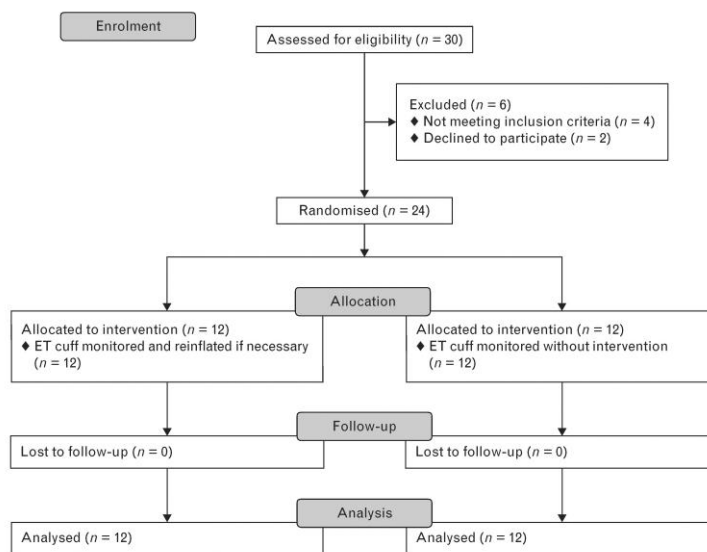 Enrolment
Assessed for eligibility (n = 30)
Excluded (n = 6)
♦ Not meeting inclusion criteria (n = 4)
♦ Declined to participate (n = 2)
Randomised (n = 24)
Allocation
Allocated to intervention (n = 12)
♦ ET cuff monitored and reinflated if necessary
(n = 12)
Allocated to intervention (n = 12)
♦ ET cuff monitored without intervention
(n = 12)
Follow-up
Lost to follow-up (n = 0)
Lost to follow-up (n = 0)
Analysis
Analysed (n = 12)
Analysed (n = 12)